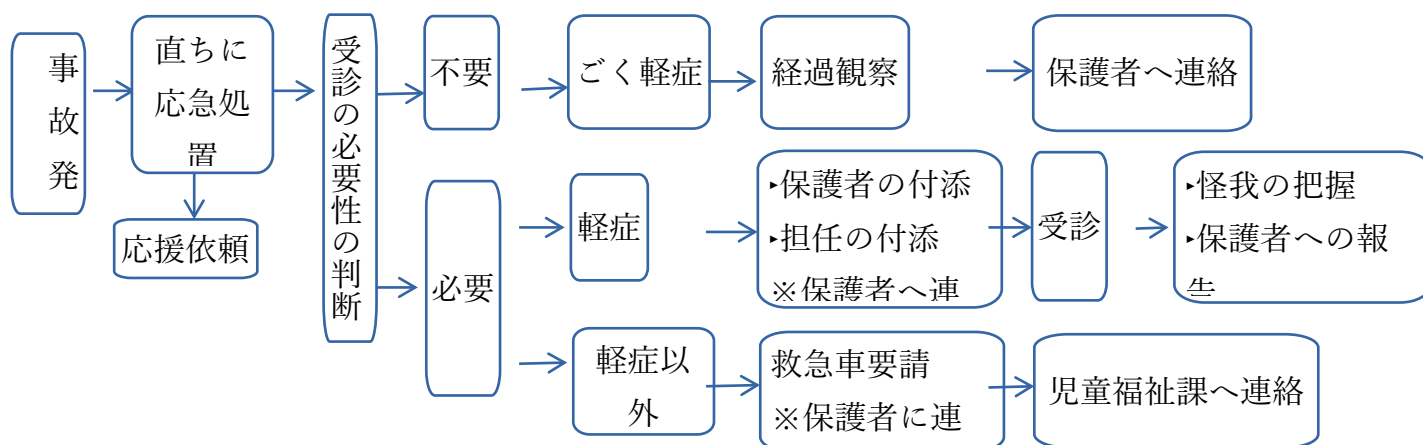 事
故
発
直ちに
応急処
置
応援依頼
受診の必要性の判断
不要
ごく軽症
経過観察
保護者へ連絡
必要
軽症
▸保護者の付添
▸担任の付添
※保護者へ連
受診
▸怪我の把握
▸保護者への報
告
軽症以
外
救急車要請
※保護者に連
児童福祉課へ連絡